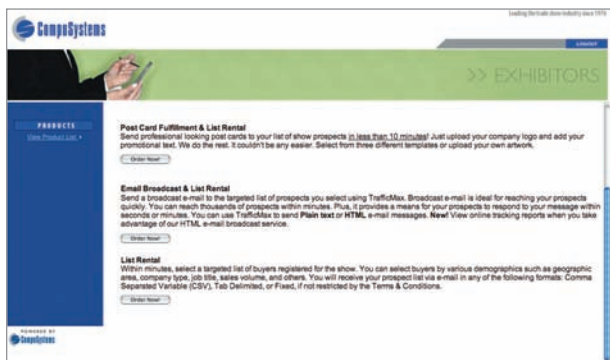 Leading the trade show industry since 1976
CompuSystems
LOGOUT
>> EXHIBITORS
PRODUCTS
View Product List
Post Card Fulfillment & List Rental
Send professional looking post cards to your list of show prospects in less than 10 minutes! Just upload your company logo and add your
promotional text. We do the rest. It couldn't be any easier. Select from three different templates or upload your own artwork.
Order Now!
Email Broadcast & List Rental
Send a broadcast e-mail to the targeted list of prospects you select using TrafficMax. Broadcast e-mail is ideal for reaching your prospects
quickly. You can reach thousands of prospects within minutes. Plus, it provides a means for your prospects to respond to your message within
seconds or minutes. You can use TrafficMax to send Plain text or HTML e-mail messages. New! View online tracking reports when you take
advantage of our HTML e-mail broadcast service.
Order Now!
List Rental
Within minutes, select a targeted list of buyers registered for the show. You can select buyers by various demographics such as geographic
area, company type, job title, sales volume, and others. You will receive your prospect list via e-mail in any of the following formats: Comma
Separated Variable (CSV), Tab Delimited, or Fixed, if not restricted by the Terms & Conditions.
Order Now!
POWERED BY
CompuSystems